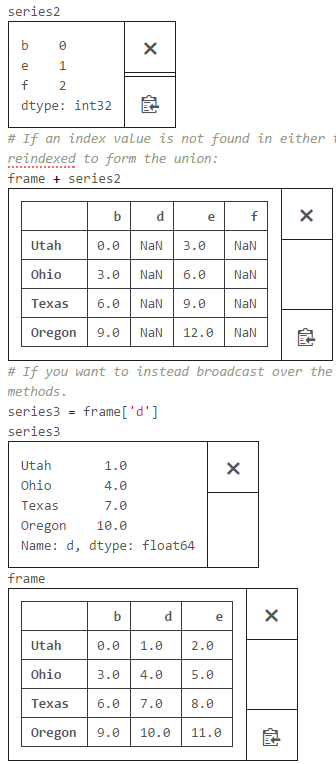 series2
b 0
e 1
f 2
dtype: int32
# If an index value is not found in either
reindexed to form the union:
frame + series2
b d e f
Utah 0.0 NaN 3.0 NaN
Ohio 3.0 NaN 6.0 NaN
Texas 6.0 NaN 9.0 NaN
Oregon 9.0 NaN 12.0 NaN
# If you want to instead broadcast over the
methods.
series3 = frame['d']
series3
Utah 1.0
Ohio 4.0
Texas 7.0
Oregon 10.0
Name: d, dtype: float64
frame
b d e
Utah 0.0 1.0 2.0
Ohio 3.0 4.0 5.0
Texas 6.0 7.0 8.0
Oregon 9.0 10.0 11.0